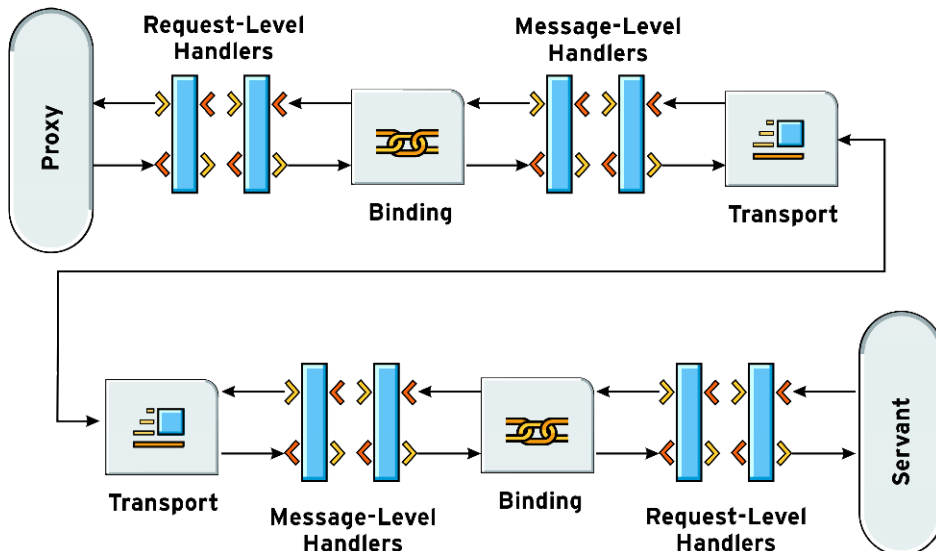 Request-Level
Handlers
Message-Level
Handlers
Proxy
Binding
Transport
Transport
Message-Level
Handlers
Binding
Request-Level
Handlers
Servant